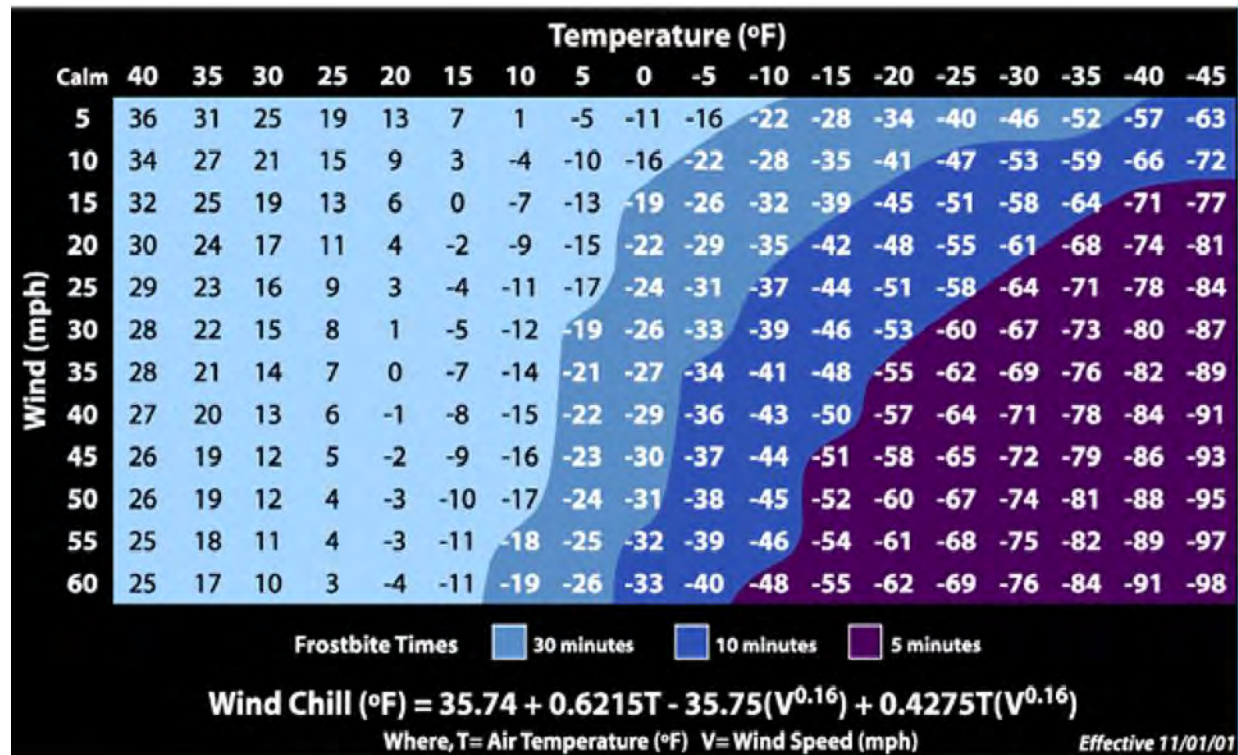 Temperature (ºF)
Calm 40 35 30 25 20 15 10 5 0 -5 -10 -15 -20 -25 -30 -35 -40 -45
5 36 31 25 19 13 7 1 -5 -11 -16 -22 -28 -34 -40 -46 -52 -57 -63
10 34 27 21 15 9 3 -4 -10 -16 -22 -28 -35 -41 -47 -53 -59 -66 -72
15 32 25 19 13 6 0 -7 -13 -19 -26 -32 -39 -45 -51 -58 -64 -71 -77
20 30 24 17 11 4 -2 -9 -15 -22 -29 -35 -42 -48 -55 -61 -68 -74 -81
25 29 23 16 9 3 -4 -11 -17 -24 -31 -37 -44 -51 -58 -64 -71 -78 -84
30 28 22 15 8 1 -5 -12 -19 -26 -33 -39 -46 -53 -60 -67 -73 -80 -87
35 28 21 14 7 0 -7 -14 -21 -27 -34 -41 -48 -55 -62 -69 -76 -82 -89
40 27 20 13 6 -1 -8 -15 -22 -29 -36 -43 -50 -57 -64 -71 -78 -84 -91
45 26 19 12 5 -2 -9 -16 -23 -30 -37 -44 -51 -58 -65 -72 -79 -86 -93
50 26 19 12 4 -3 -10 -17 -24 -31 -38 -45 -52 -60 -67 -74 -81 -88 -95
55 25 18 11 4 -3 -11 -18 -25 -32 -39 -46 -54 -61 -68 -75 -82 -89 -97
60 25 17 10 3 -4 -11 -19 -26 -33 -40 -48 -55 -62 -69 -76 -84 -91 -98
Wind (mph)
Frostbite Times 30 minutes 10 minutes 5 minutes
Wind Chill (ºF) = 35.74 + 0.6215T - 35.75(V^0.16) + 0.4275T(V^0.16)
Where, T= Air Temperature (ºF) V= Wind Speed (mph) Effective 11/01/01